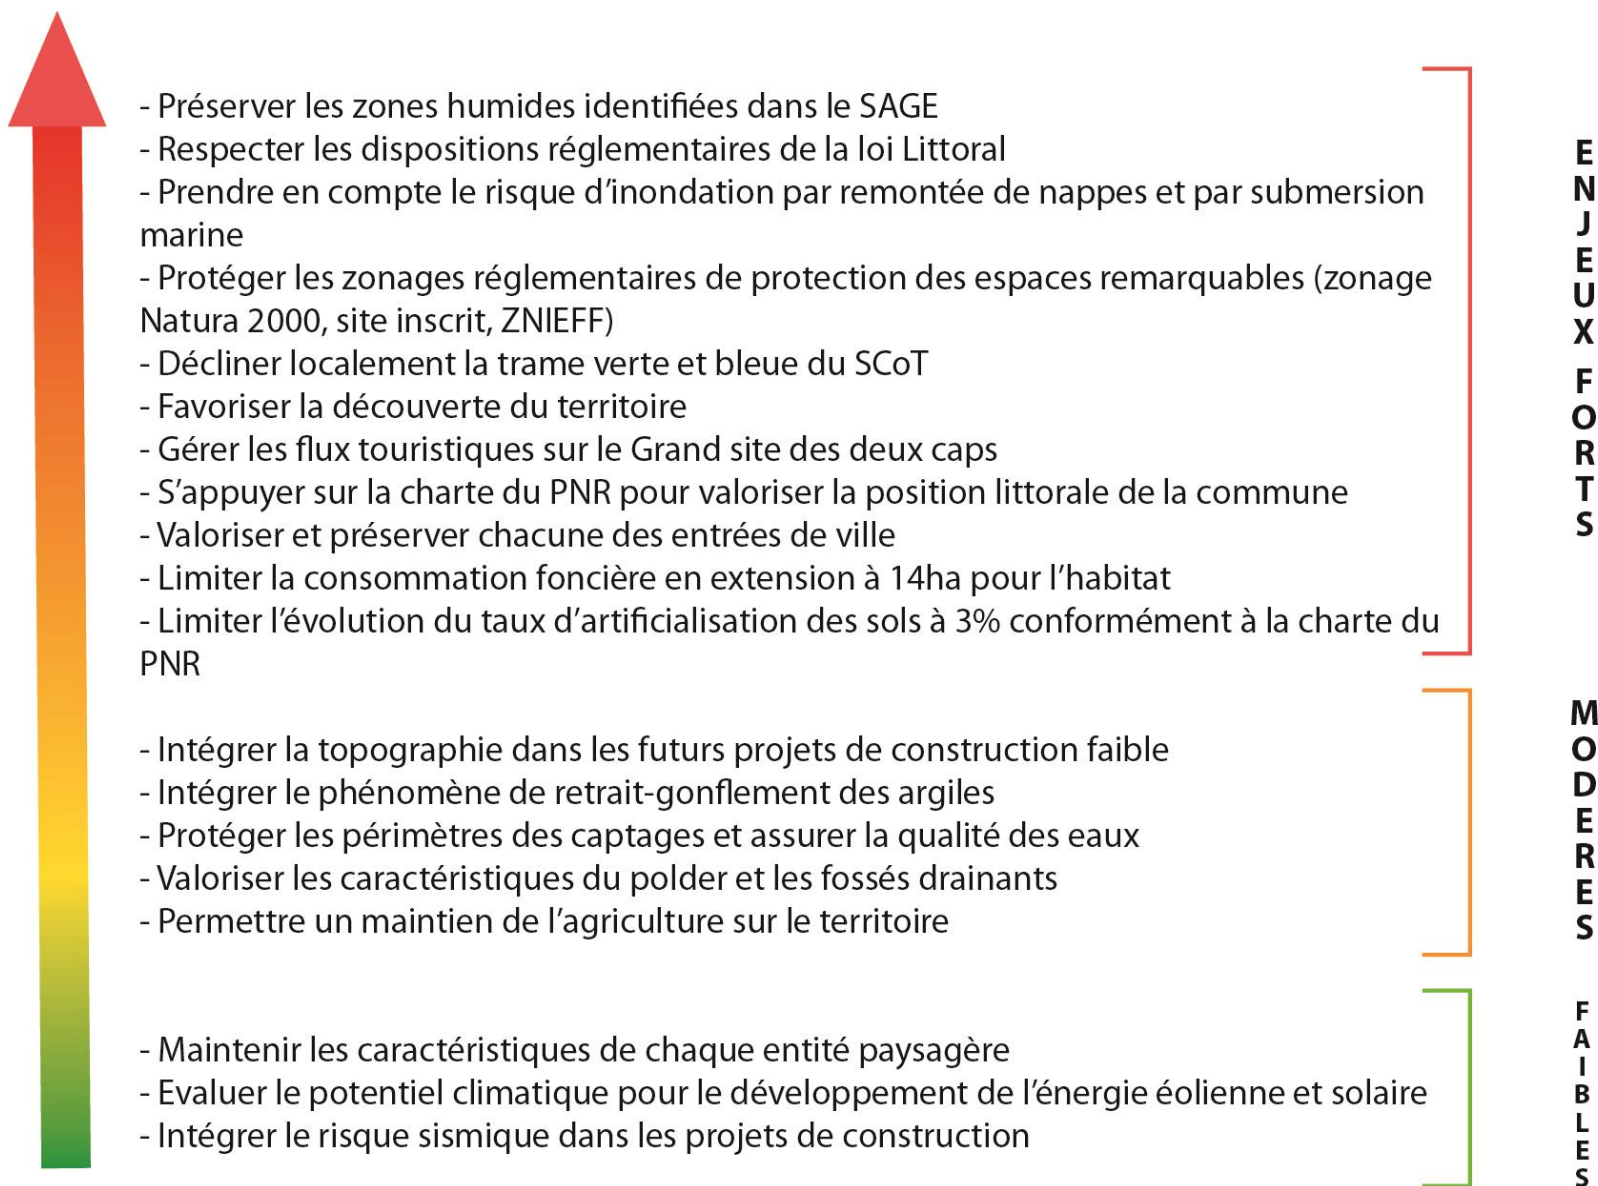 - Préserver les zones humides identifiées dans le SAGE
- Respecter les dispositions réglementaires de la loi Littoral
- Prendre en compte le risque d'inondation par remontée de nappes et par submersion
marine
- Protéger les zonages réglementaires de protection des espaces remarquables (zonage
Natura 2000, site inscrit, ZNIEFF)
- Décliner localement la trame verte et bleue du SCoT
- Favoriser la découverte du territoire
- Gérer les flux touristiques sur le Grand site des deux caps
- S'appuyer sur la charte du PNR pour valoriser la position littorale de la commune
- Valoriser et préserver chacune des entrées de ville
- Limiter la consommation foncière en extension à 14ha pour l'habitat
- Limiter l'évolution du taux d'artificialisation des sols à 3% conformément à la charte du
PNR
ENJEUX FORTS
- Intégrer la topographie dans les futurs projets de construction faible
- Intégrer le phénomène de retrait-gonflement des argiles
- Protéger les périmètres des captages et assurer la qualité des eaux
- Valoriser les caractéristiques du polder et les fossés drainants
- Permettre un maintien de l'agriculture sur le territoire
MODERES
- Maintenir les caractéristiques de chaque entité paysagère
- Evaluer le potentiel climatique pour le développement de l'énergie éolienne et solaire
- Intégrer le risque sismique dans les projets de construction
FAIBLES